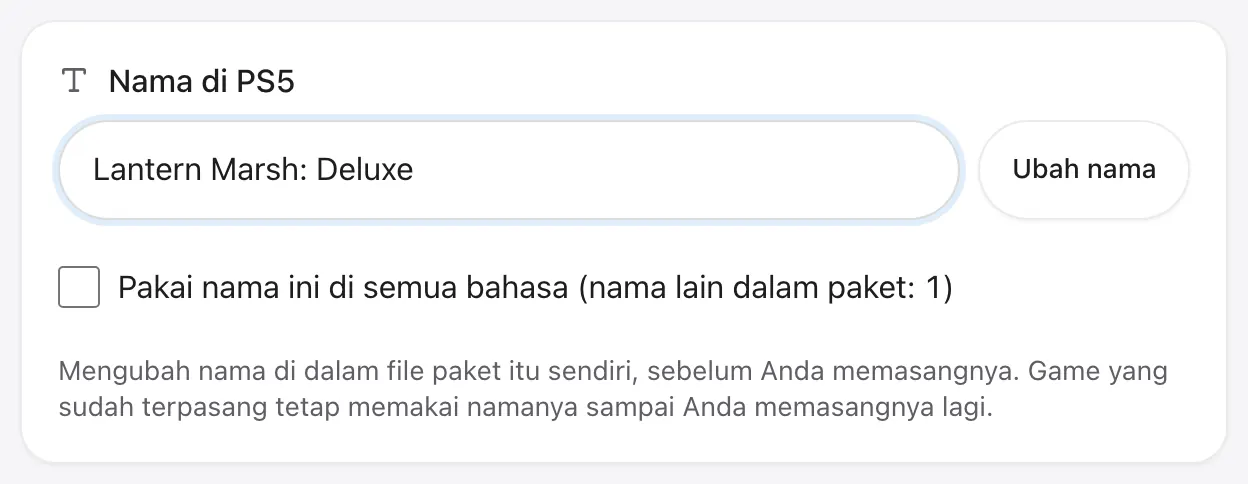 Nama di PS5
Lantern Marsh: Deluxe
Ubah nama
Pakai nama ini di semua bahasa (nama lain dalam paket: 1)
Mengubah nama di dalam file paket itu sendiri, sebelum Anda memasangnya. Game yang
sudah terpasang tetap memakai namanya sampai Anda memasangnya lagi.